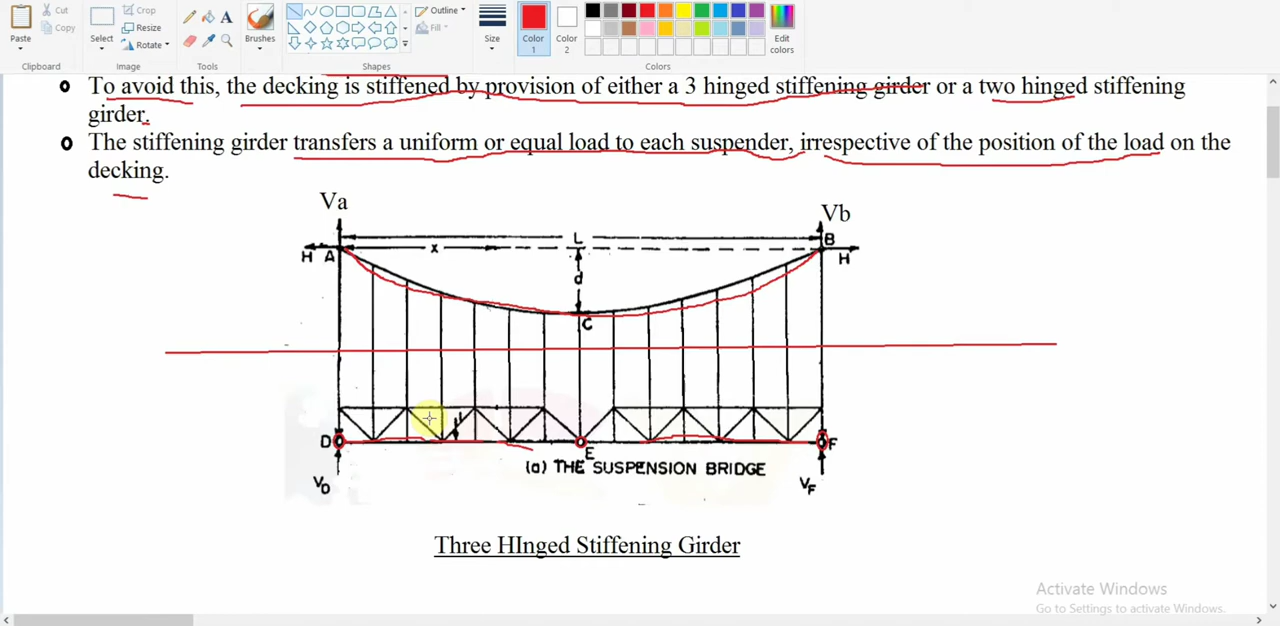 Cut
Crop
Outline
Copy
Resize
Fill
Paste
Select
Rotate
Brushes
Size
Color
1
Color
2
Edit
colors
Clipboard
Image
Tools
Shapes
Colors
To avoid this, the decking is stiffened by provision of either a 3 hinged stiffening girder or a two hinged stiffening
girder.
The stiffening girder transfers a uniform or equal load to each suspender, irrespective of the position of the load on the
decking.
Va
Vb
L
B
H A
x
H
d
C
D
E
F
(a) THE SUSPENSION BRIDGE
VD
VF
Three HInged Stiffening Girder
Activate Windows
Go to Settings to activate Windows.